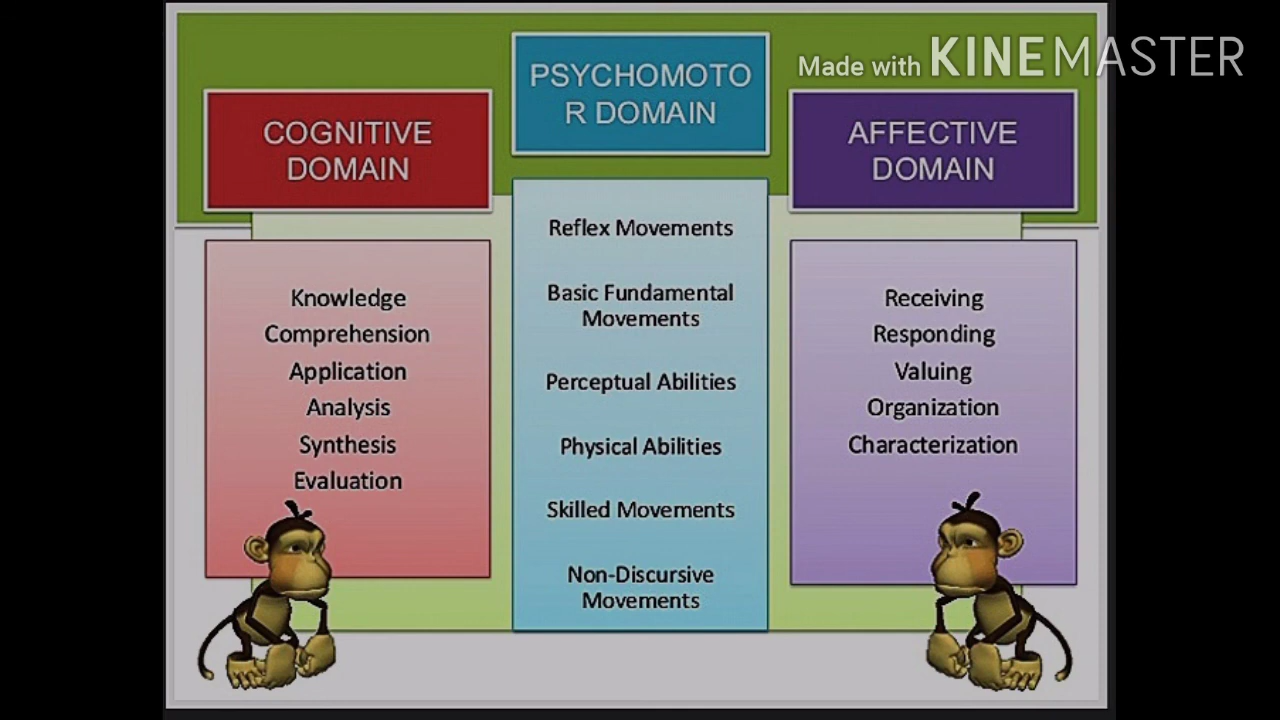 Made with KINEMASTER
COGNITIVE
DOMAIN
Knowledge
Comprehension
Application
Analysis
Synthesis
Evaluation
PSYCHOMOTO
R DOMAIN
Reflex Movements
Basic Fundamental
Movements
Perceptual Abilities
Physical Abilities
Skilled Movements
Non-Discursive
Movements
AFFECTIVE
DOMAIN
Receiving
Responding
Valuing
Organization
Characterization